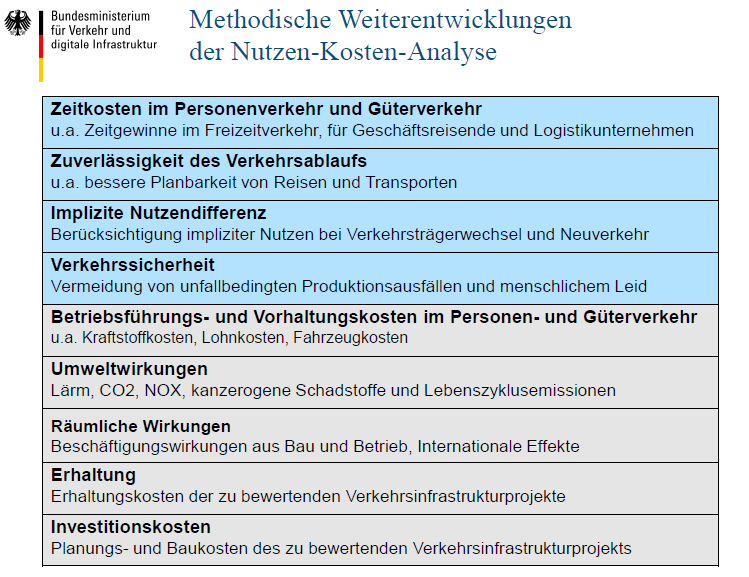 Bundesministerium
für Verkehr und
digitale Infrastruktur
Methodische Weiterentwicklungen
der Nutzen-Kosten-Analyse
Zeitkosten im Personenverkehr und Güterverkehr
u.a. Zeitgewinne im Freizeitverkehr, für Geschäftsreisende und Logistikunternehmen
Zuverlässigkeit des Verkehrsablaufs
u.a. bessere Planbarkeit von Reisen und Transporten
Implizite Nutzendifferenz
Berücksichtigung impliziter Nutzen bei Verkehrsträgerwechsel und Neuverkehr
Verkehrssicherheit
Vermeidung von unfallbedingten Produktionsausfällen und menschlichem Leid
Betriebsführungs- und Vorhaltungskosten im Personen- und Güterverkehr
u.a. Kraftstoffkosten, Lohnkosten, Fahrzeugkosten
Umweltwirkungen
Lärm, CO2, NOX, kanzerogene Schadstoffe und Lebenszyklusemissionen
Räumliche Wirkungen
Beschäftigungswirkungen aus Bau und Betrieb, Internationale Effekte
Erhaltung
Erhaltungskosten der zu bewertenden Verkehrsinfrastrukturprojekte
Investitionskosten
Planungs- und Baukosten des zu bewertenden Verkehrsinfrastrukturprojekts